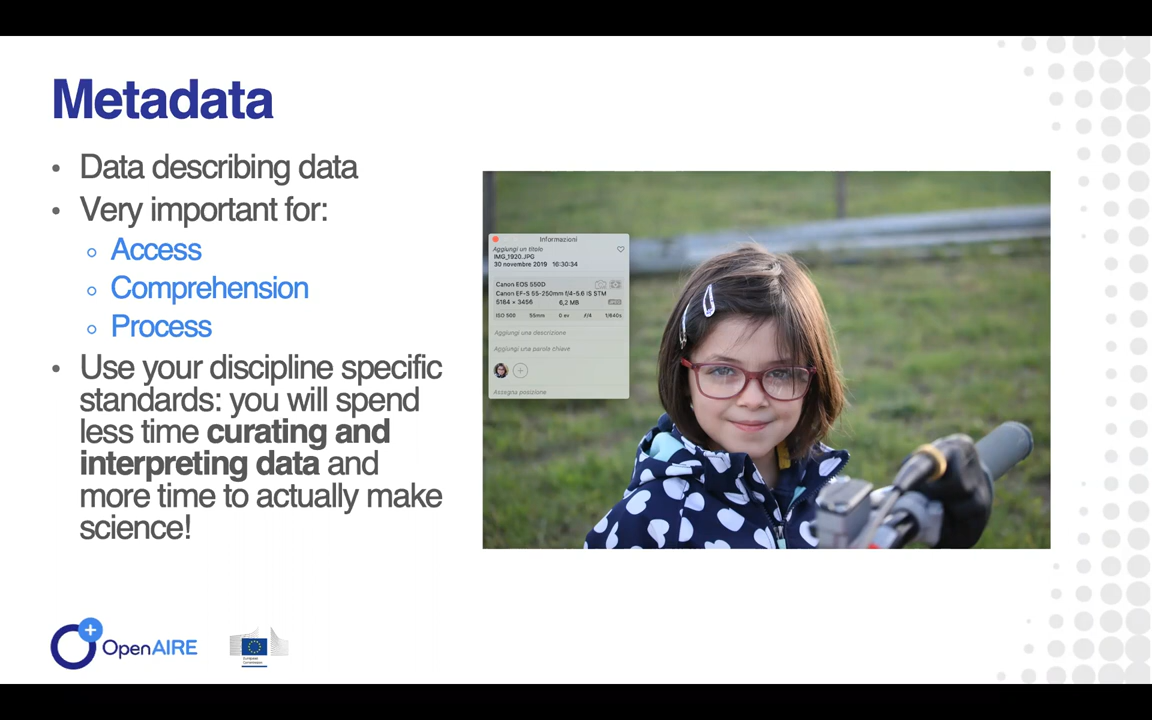 Metadata
• Data describing data
• Very important for:
○ Access
○ Comprehension
○ Process
• Use your discipline specific
standards: you will spend
less time curating and
interpreting data and
more time to actually make
science!
Informazioni
Aggiungi un titolo
IMG_1920.JPG
30 novembre 2019 16:30:34
Canon EOS 550D
Canon EF-S 55-250mm f/4-5.6 IS STM
5184 × 3456 6,2 MB
ISO 500 55mm 0 ev ƒ/4 1/640s
Aggiungi una descrizione
Aggiungi una parola chiave
Assegna posizione
OpenAIRE
European
Commission